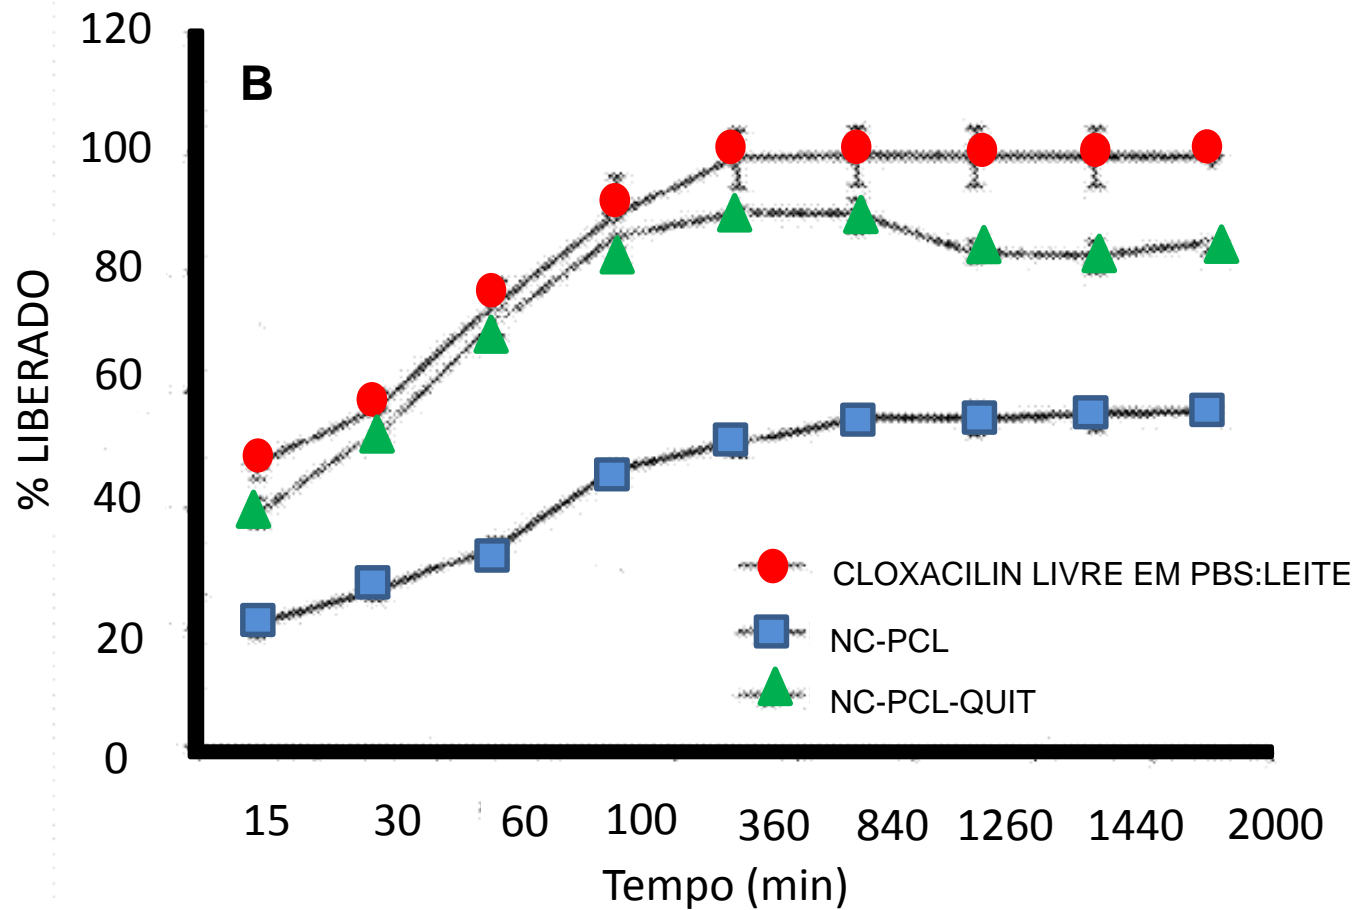 120
B
100
80
60
40
20
0
% LIBERADO
CLOXACILIN LIVRE EM PBS:LEITE
NC-PCL
NC-PCL-QUIT
15 30 60 100 360 840 1260 1440 2000
Tempo (min)